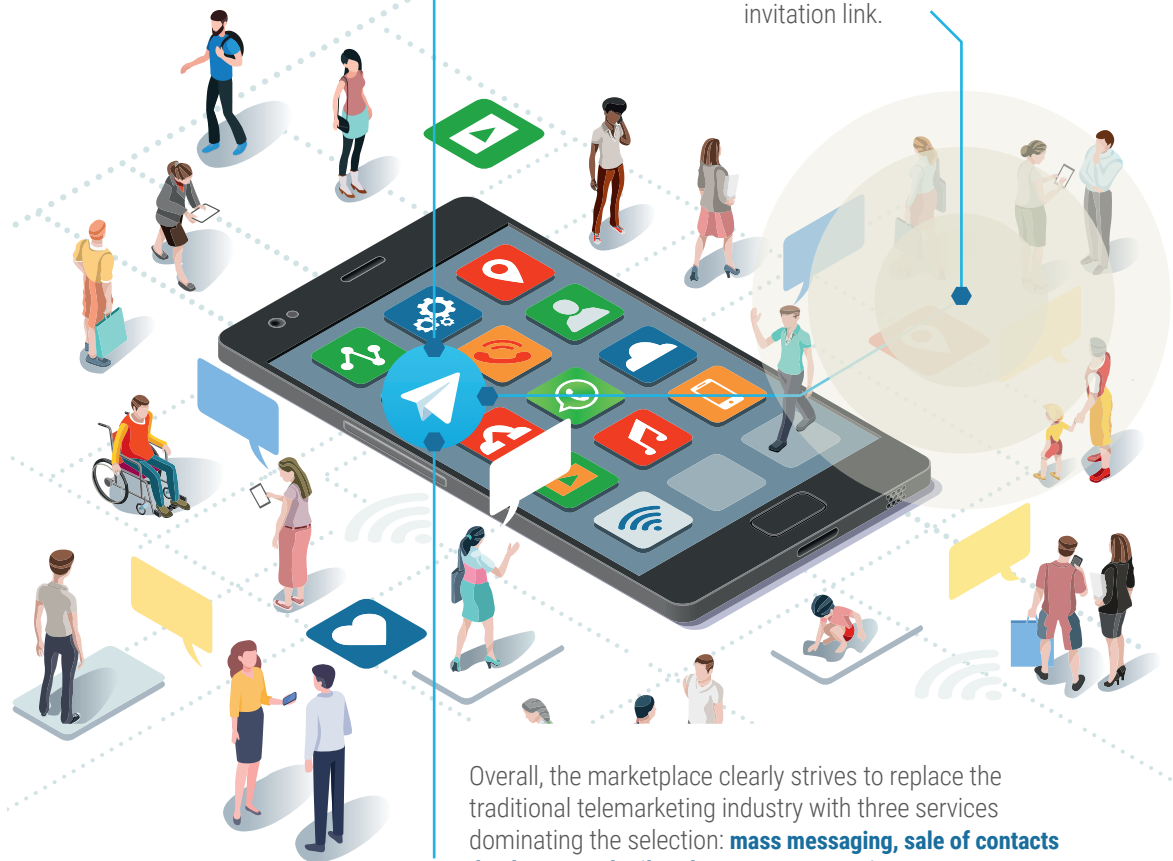 invitation link.
Overall, the marketplace clearly strives to replace the
traditional telemarketing industry with three services
dominating the selection: mass messaging, sale of contacts